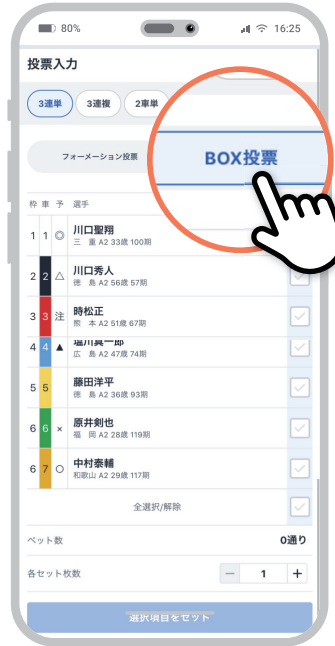 80%
16:25
投票入力
3連単 3連複 2車単
フォーメーション投票
BOX投票
枠 車 予 選手
1 1 ◎ 川口聖翔
三 重 A2 33歳 100期
2 2 △ 川口秀人
徳 島 A2 56歳 57期
3 3 注 時松正
熊 本 A2 51歳 67期
4 4 ▲ 塩川真一郎
広 島 A2 47歳 74期
5 5 藤田洋平
徳 島 A2 36歳 93期
6 6 × 原井剣也
福 岡 A2 28歳 119期
6 7 ○ 中村泰輔
和歌山 A2 29歳 117期
全選択/解除
ベット数 0通り
各セット枚数 － 1 ＋
選択項目をセット